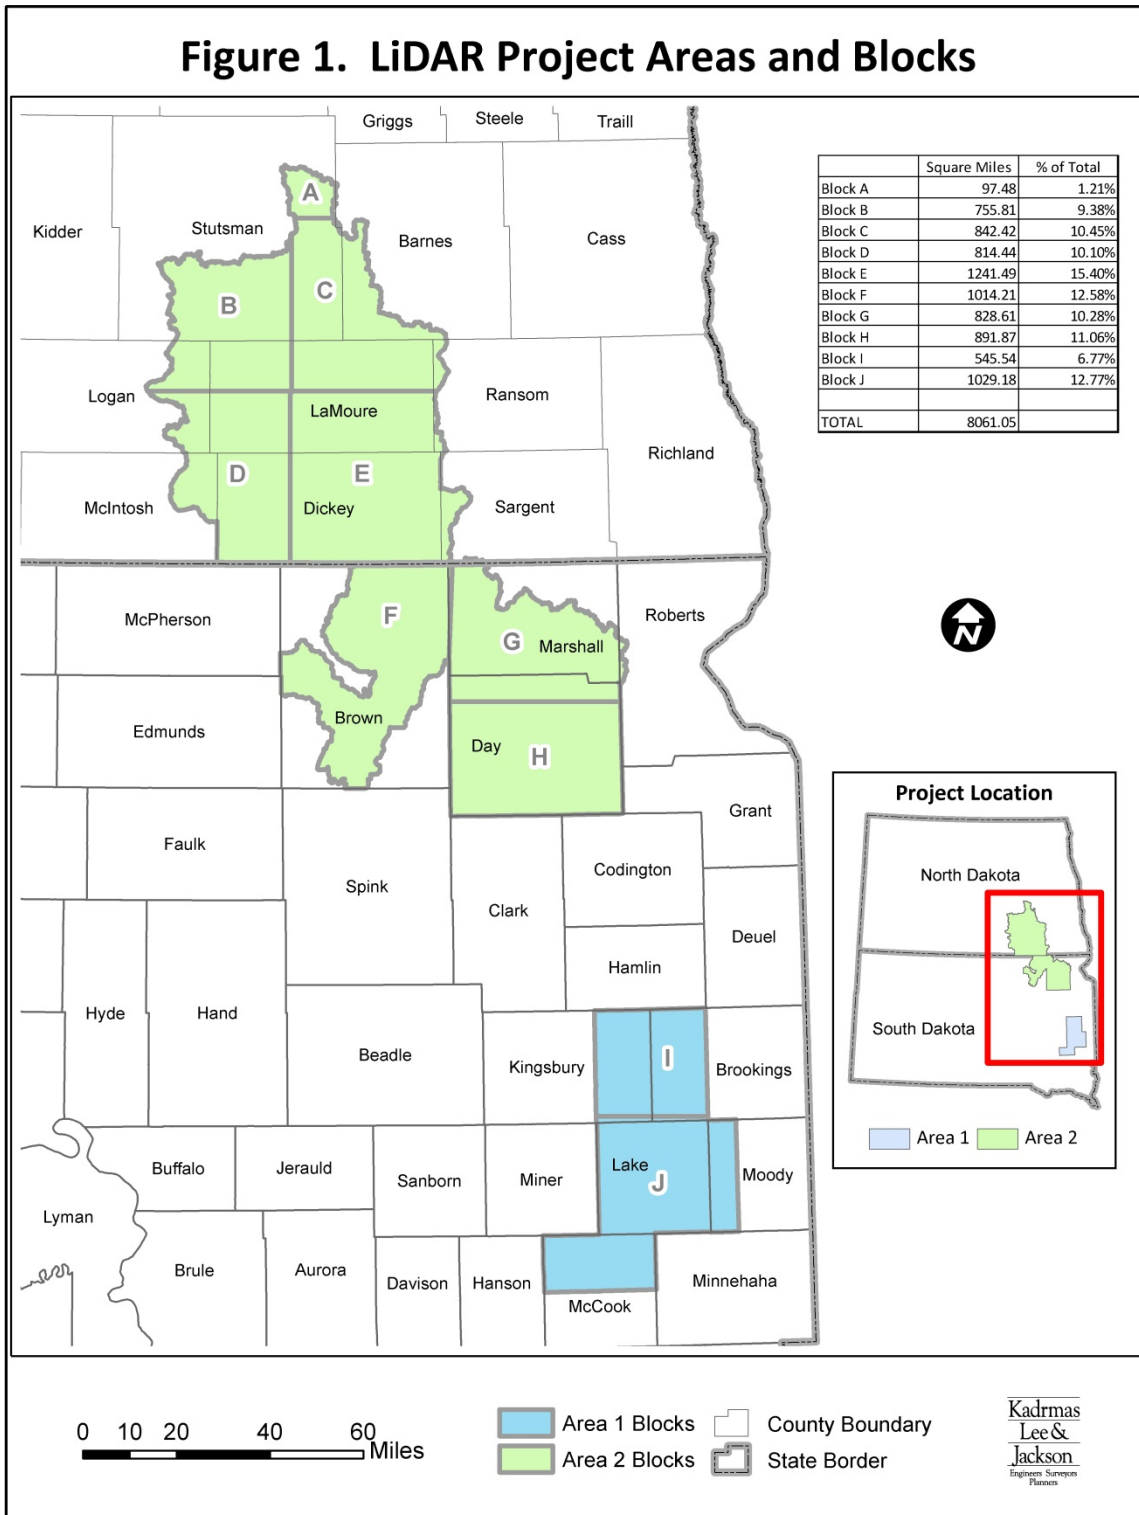 Figure 1. LiDAR Project Areas and Blocks
Griggs
Steele
Traill
Kidder
Stutsman
A
Barnes
Cass
B
C
Logan
LaMoure
Ransom
Richland
D
E
McIntosh
Dickey
Sargent
McPherson
F
G
Marshall
Roberts
Edmunds
Brown
Day
H
Grant
Faulk
Spink
Clark
Codington
Deuel
Hamlin
Hyde
Hand
Beadle
Kingsbury
I
Brookings
Buffalo
Jerauld
Sanborn
Miner
Lake
J
Moody
Lyman
Brule
Aurora
Davison
Hanson
McCook
Minnehaha
Square Miles % of Total
Block A 97.48 1.21%
Block B 755.81 9.38%
Block C 842.42 10.45%
Block D 814.44 10.10%
Block E 1241.49 15.40%
Block F 1014.21 12.58%
Block G 828.61 10.28%
Block H 891.87 11.06%
Block I 545.54 6.77%
Block J 1029.18 12.77%
TOTAL 8061.05
N
Project Location
North Dakota
South Dakota
Area 1 Area 2
0 10 20 40 60
Miles
Area 1 Blocks
Area 2 Blocks
County Boundary
State Border
Kadrmas
Lee &
Jackson
Engineers Surveyors
Planners